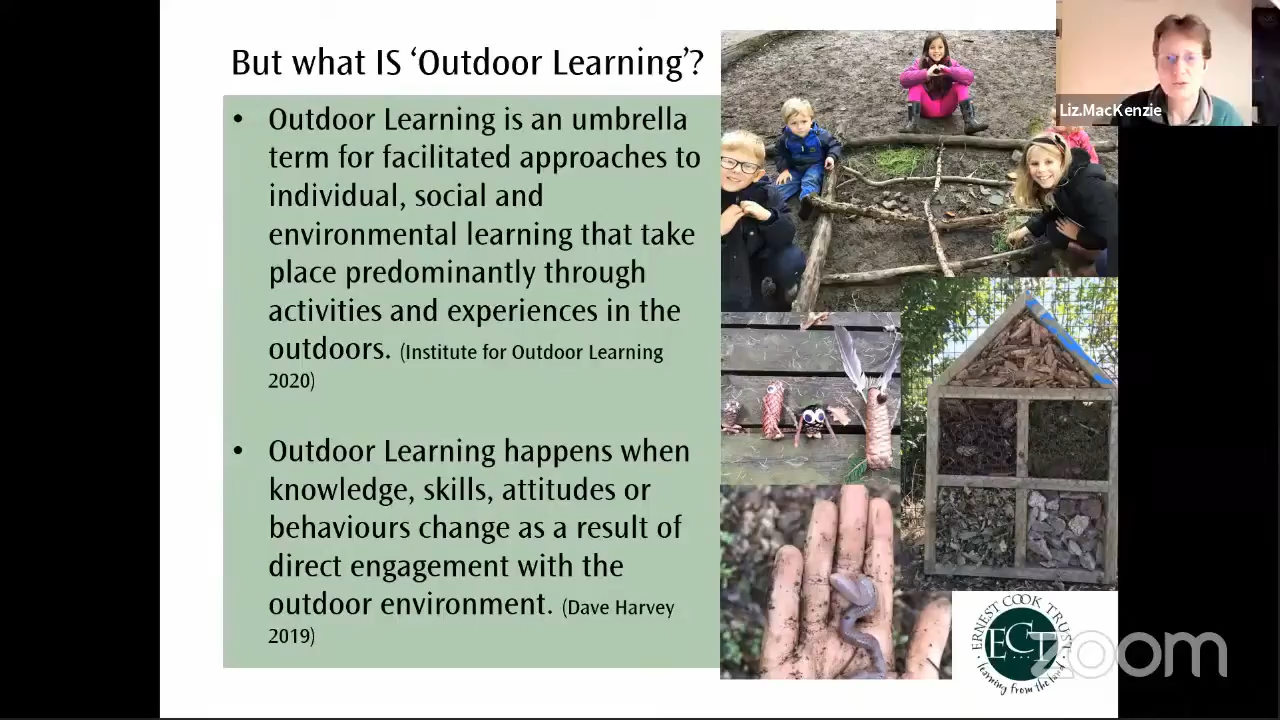 But what IS ‘Outdoor Learning’?
Liz.MacKenzie
• Outdoor Learning is an umbrella
term for facilitated approaches to
individual, social and
environmental learning that take
place predominantly through
activities and experiences in the
outdoors. (Institute for Outdoor Learning
2020)
• Outdoor Learning happens when
knowledge, skills, attitudes or
behaviours change as a result of
direct engagement with the
outdoor environment. (Dave Harvey
2019)
ERNEST COOK TRUST
ECT
learning from the land
zoom